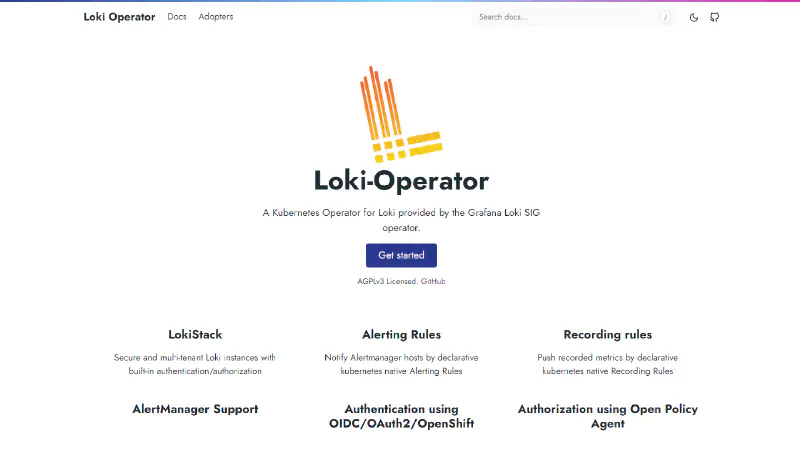 Loki Operator Docs Adopters Search docs... /
Loki-Operator
A Kubernetes Operator for Loki provided by the Grafana Loki SIG
operator.
Get started
AGPLv3 Licensed. GitHub
LokiStack
Secure and multi-tenant Loki instances with
built-in authentication/authorization
Alerting Rules
Notify Alertmanager hosts by declarative
kubernetes native Alerting Rules
Recording rules
Push recorded metrics by declarative
kubernetes native Recording Rules
AlertManager Support
Authentication using
OIDC/OAuth2/OpenShift
Authorization using Open Policy
Agent